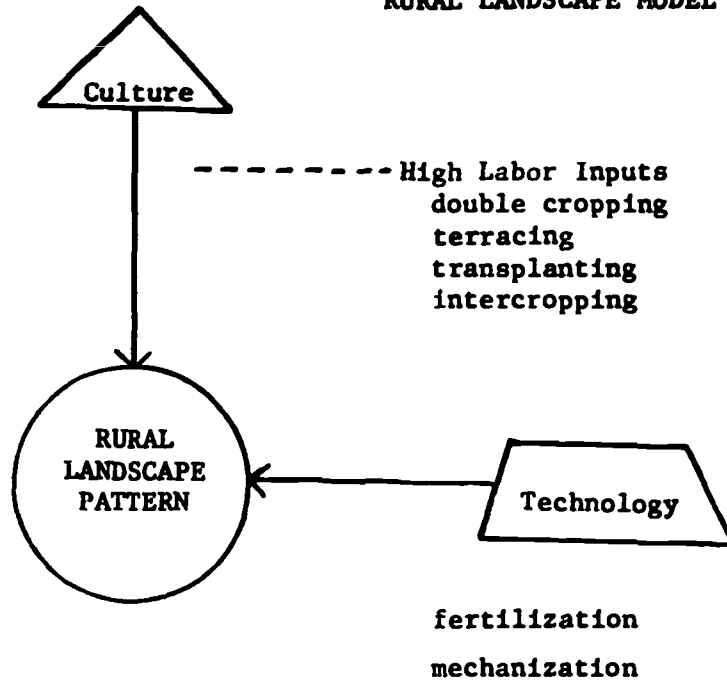 RURAL LANDSCAPE MODEL
Culture
High Labor Inputs
double cropping
terracing
transplanting
intercropping
RURAL
LANDSCAPE
PATTERN
Technology
fertilization
mechanization